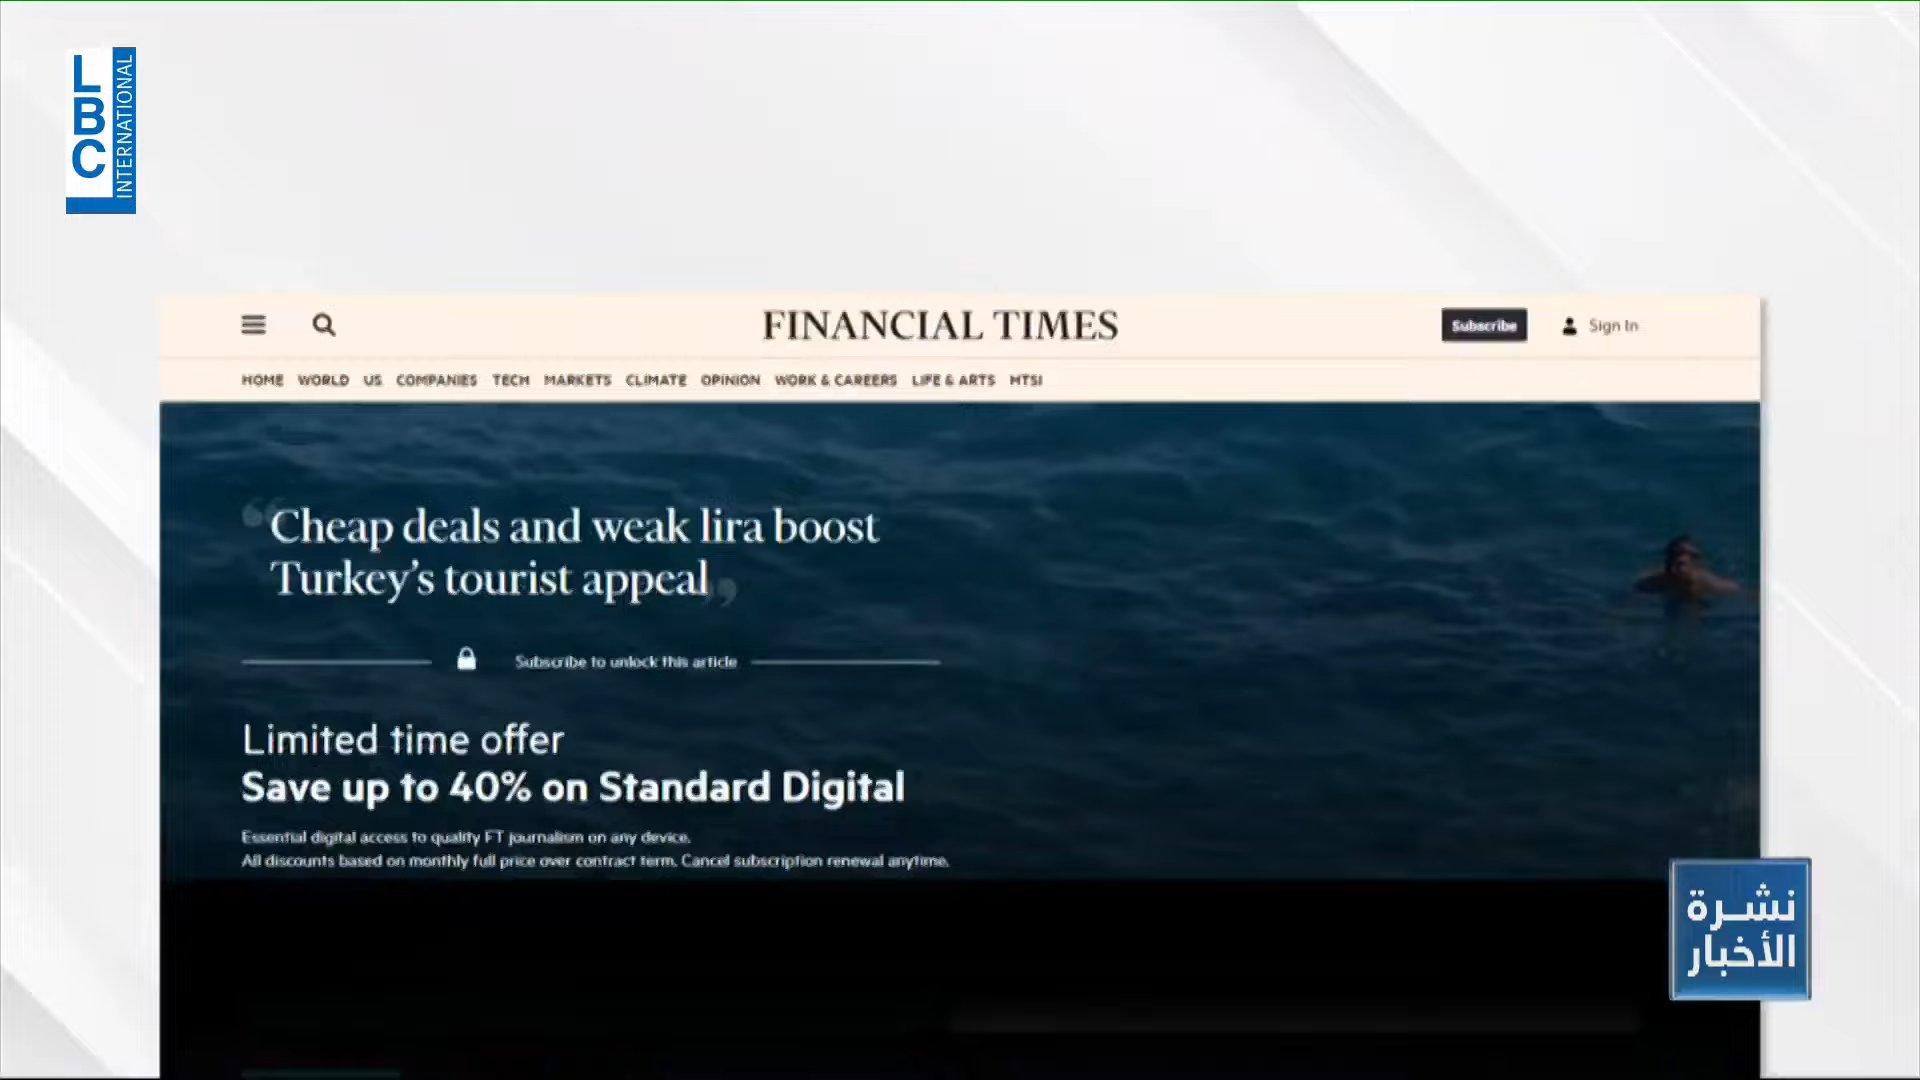 LBC
INTERNATIONAL
FINANCIAL TIMES
Subscribe
Sign In
HOME WORLD US COMPANIES TECH MARKETS CLIMATE OPINION WORK & CAREERS LIFE & ARTS HTSI
“Cheap deals and weak lira boost
Turkey’s tourist appeal”
Subscribe to unlock this article
Limited time offer
Save up to 40% on Standard Digital
Essential digital access to quality FT journalism on any device.
All discounts based on monthly full price over contract term. Cancel subscription renewal anytime.
نشرة
الأخبار